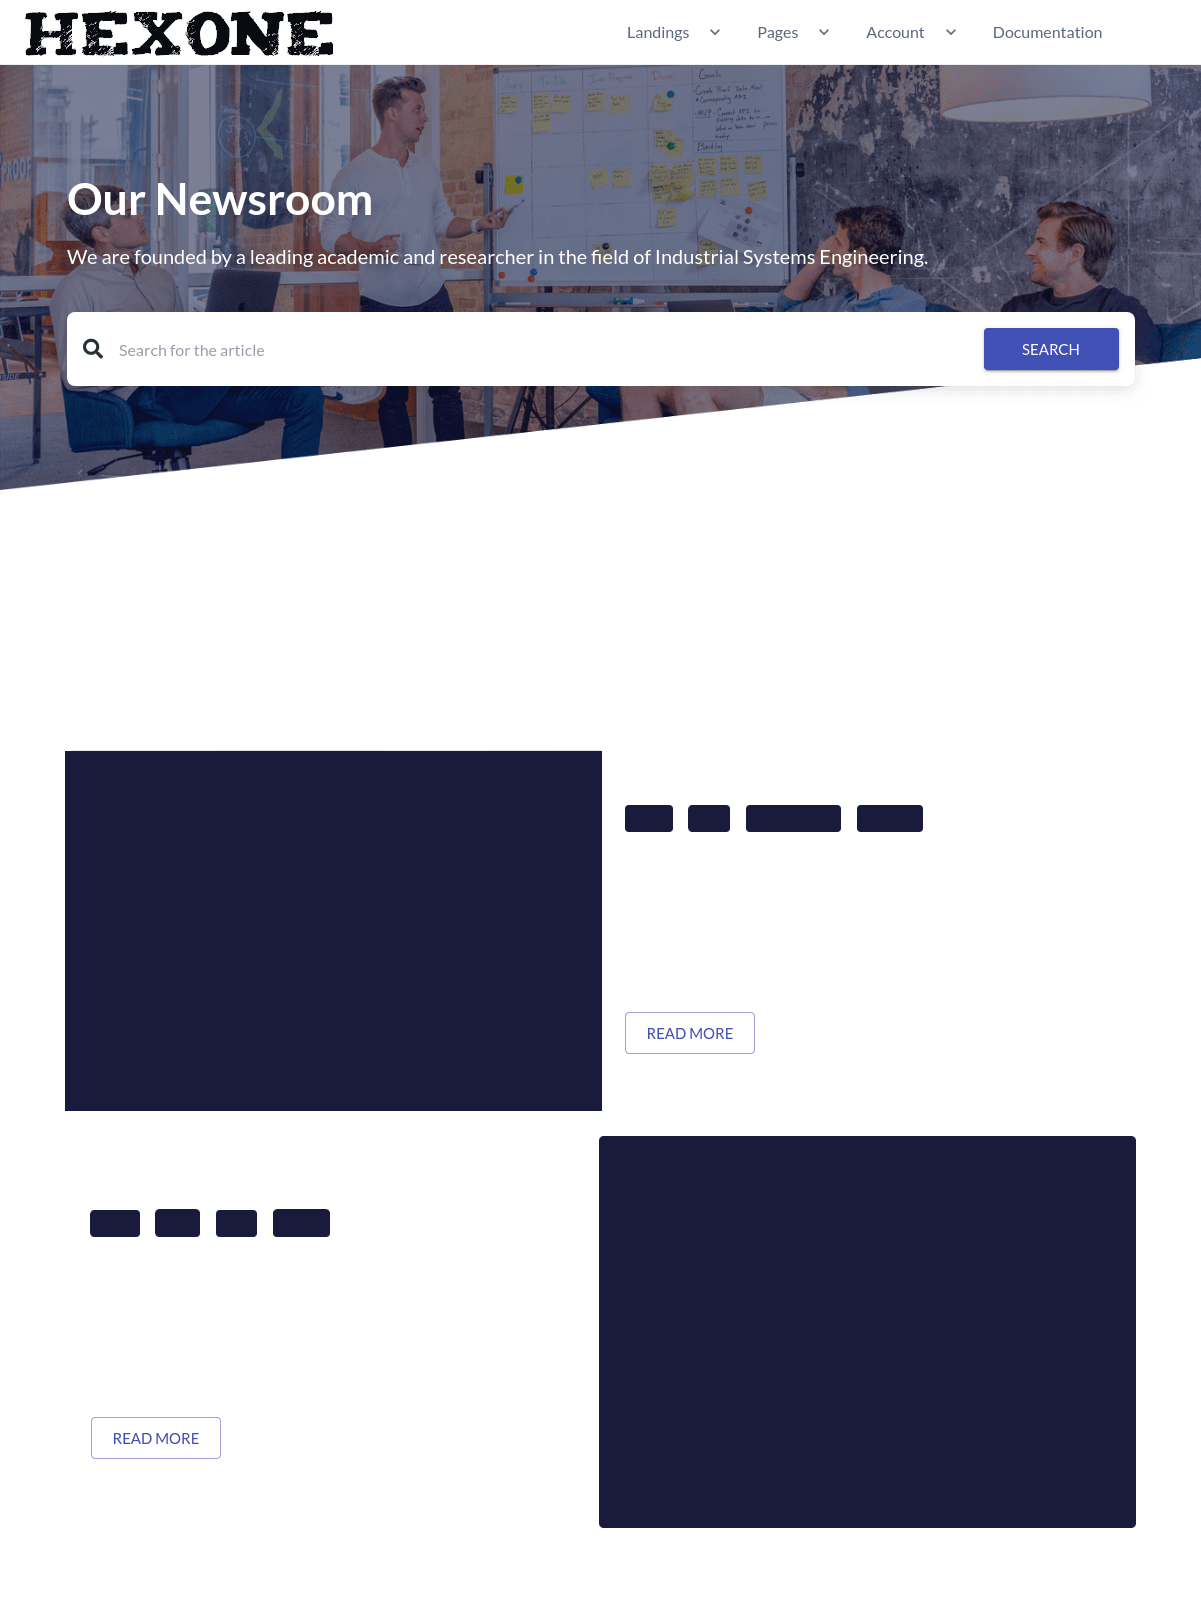 HEXONE
Landings Pages Account Documentation
Our Newsroom
We are founded by a leading academic and researcher in the field of Industrial Systems Engineering.
Search for the article
SEARCH
READ MORE
READ MORE